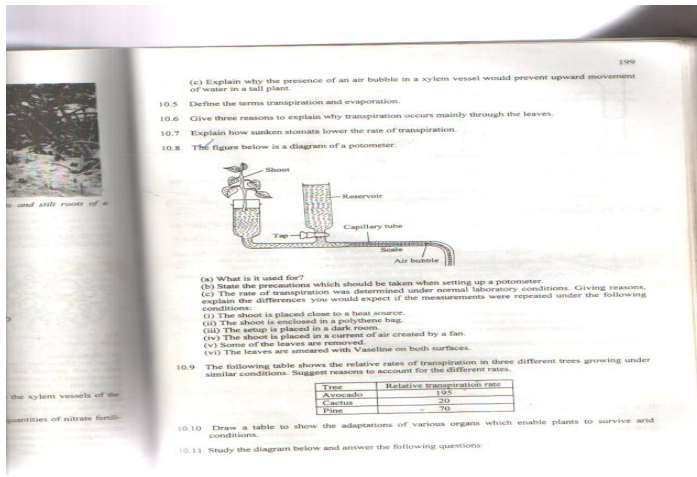 199
(c) Explain why the presence of an air bubble in a xylem vessel would prevent upward movement
of water in a tall plant.
10.5 Define the terms transpiration and evaporation.
10.6 Give three reasons to explain why transpiration occurs mainly through the leaves.
10.7 Explain how sunken stomata lower the rate of transpiration.
10.8 The figure below is a diagram of a potometer.
Shoot
and stilt roots of a
Reservoir
Capillary tube
Tap
Scale
Air bubble
(a) What is it used for?
(b) State the precautions which should be taken when setting up a potometer.
(c) The rate of transpiration was determined under normal laboratory conditions. Giving reasons,
explain the differences you would expect if the measurements were repeated under the following
conditions:
(i) The shoot is placed close to a heat source.
(ii) The shoot is enclosed in a polythene bag.
(iii) The setup is placed in a dark room.
(iv) The shoot is placed in a current of air created by a fan.
(v) Some of the leaves are removed.
(vi) The leaves are smeared with Vaseline on both surfaces.
10.9 The following table shows the relative rates of transpiration in three different trees growing under
similar conditions. Suggest reasons to account for the different rates.
Tree Relative transpiration rate
Avocado 195
Cactus 20
Pine 70
the xylem vessels of the
quantities of nitrate
10.10 Draw a table to show the adaptations of various organs which enable plants to survive arid
conditions.
10.11 Study the diagram below and answer the following questions: